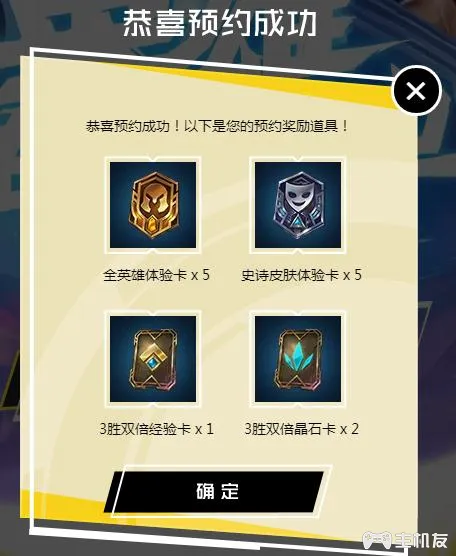 恭喜预约成功
恭喜预约成功！以下是您的预约奖励道具！
全英雄体验卡 x 5
史诗皮肤体验卡 x 5
3胜双倍经验卡 x 1
3胜双倍晶石卡 x 2
确 定
手机友